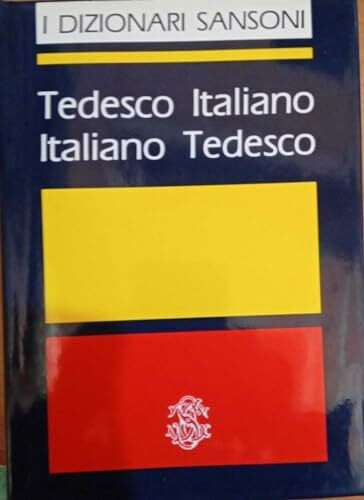 I DIZIONARI SANSONI
Tedesco Italiano
Italiano Tedesco